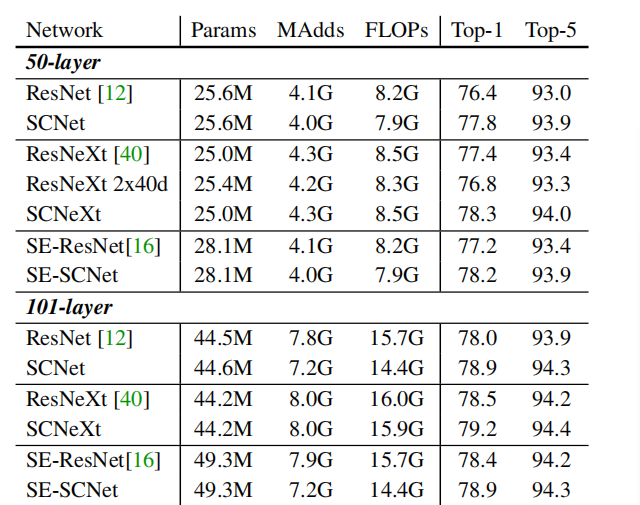 Network Params MAdds FLOPs Top-1 Top-5
50-layer
ResNet [12] 25.6M 4.1G 8.2G 76.4 93.0
SCNet 25.6M 4.0G 7.9G 77.8 93.9
ResNeXt [40] 25.0M 4.3G 8.5G 77.4 93.4
ResNeXt 2x40d 25.4M 4.2G 8.3G 76.8 93.3
SCNeXt 25.0M 4.3G 8.5G 78.3 94.0
SE-ResNet[16] 28.1M 4.1G 8.2G 77.2 93.4
SE-SCNet 28.1M 4.0G 7.9G 78.2 93.9
101-layer
ResNet [12] 44.5M 7.8G 15.7G 78.0 93.9
SCNet 44.6M 7.2G 14.4G 78.9 94.3
ResNeXt [40] 44.2M 8.0G 16.0G 78.5 94.2
SCNeXt 44.2M 8.0G 15.9G 79.2 94.4
SE-ResNet[16] 49.3M 7.9G 15.7G 78.4 94.2
SE-SCNet 49.3M 7.2G 14.4G 78.9 94.3